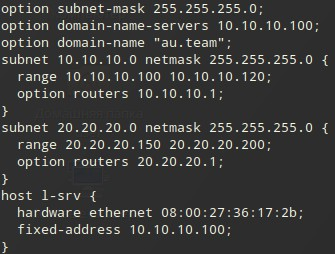 option subnet-mask 255.255.255.0;
option domain-name-servers 10.10.10.100;
option domain-name "au.team";
subnet 10.10.10.0 netmask 255.255.255.0 {
  range 10.10.10.100 10.10.10.120;
  option routers 10.10.10.1;
}
subnet 20.20.20.0 netmask 255.255.255.0 {
  range 20.20.20.150 20.20.20.200;
  option routers 20.20.20.1;
}
host l-srv {
  hardware ethernet 08:00:27:36:17:2b;
  fixed-address 10.10.10.100;
}